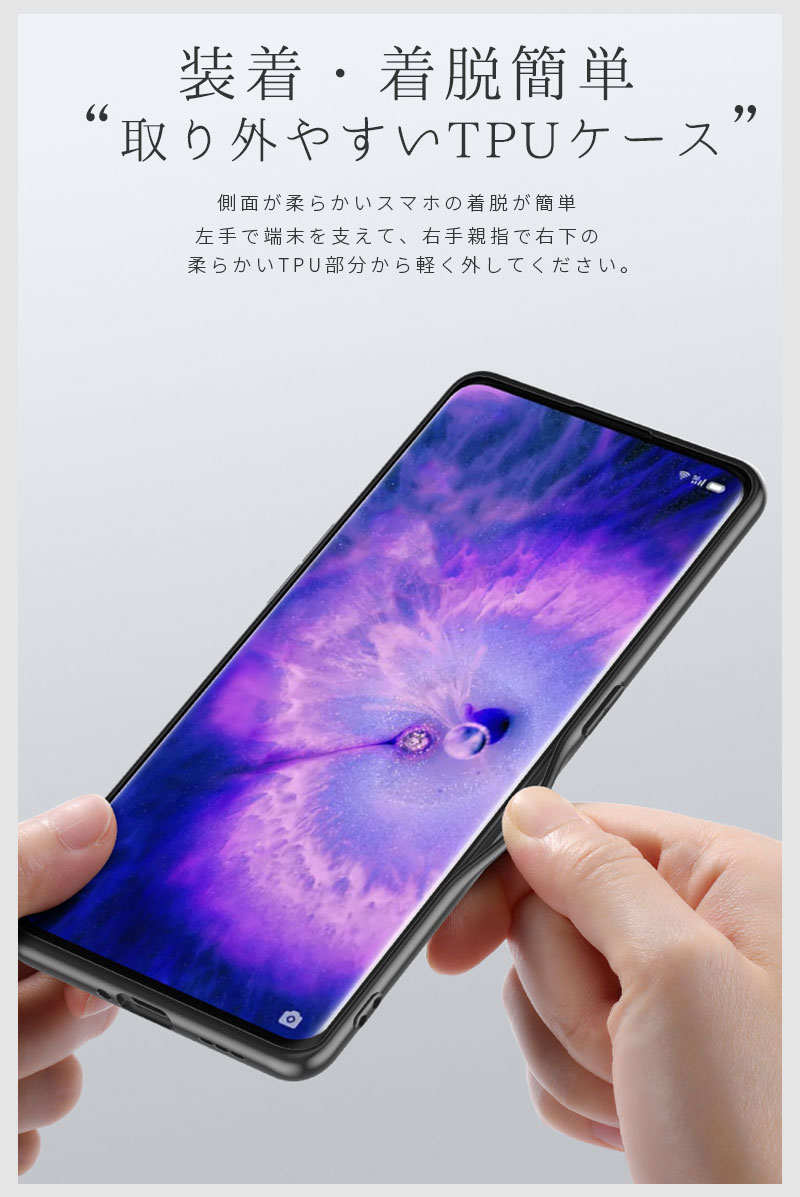 装着・着脱簡単
“取り外やすいTPUケース”
側面が柔らかいスマホの着脱が簡単
左手で端末を支えて、右手親指で右下の
柔らかいTPU部分から軽く外してください。